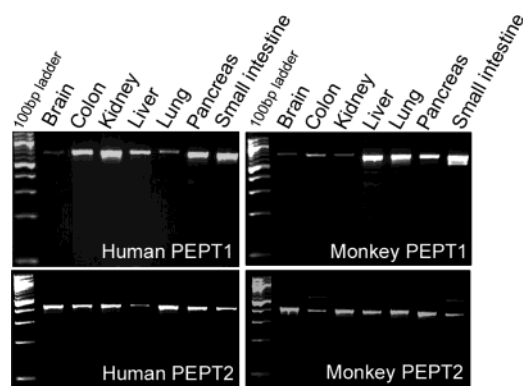 100bp ladder
Brain
Colon
Kidney
Liver
Lung
Pancreas
Small intestine
100bp ladder
Brain
Colon
Kidney
Liver
Lung
Pancreas
Small intestine
Human PEPT1
Monkey PEPT1
Human PEPT2
Monkey PEPT2